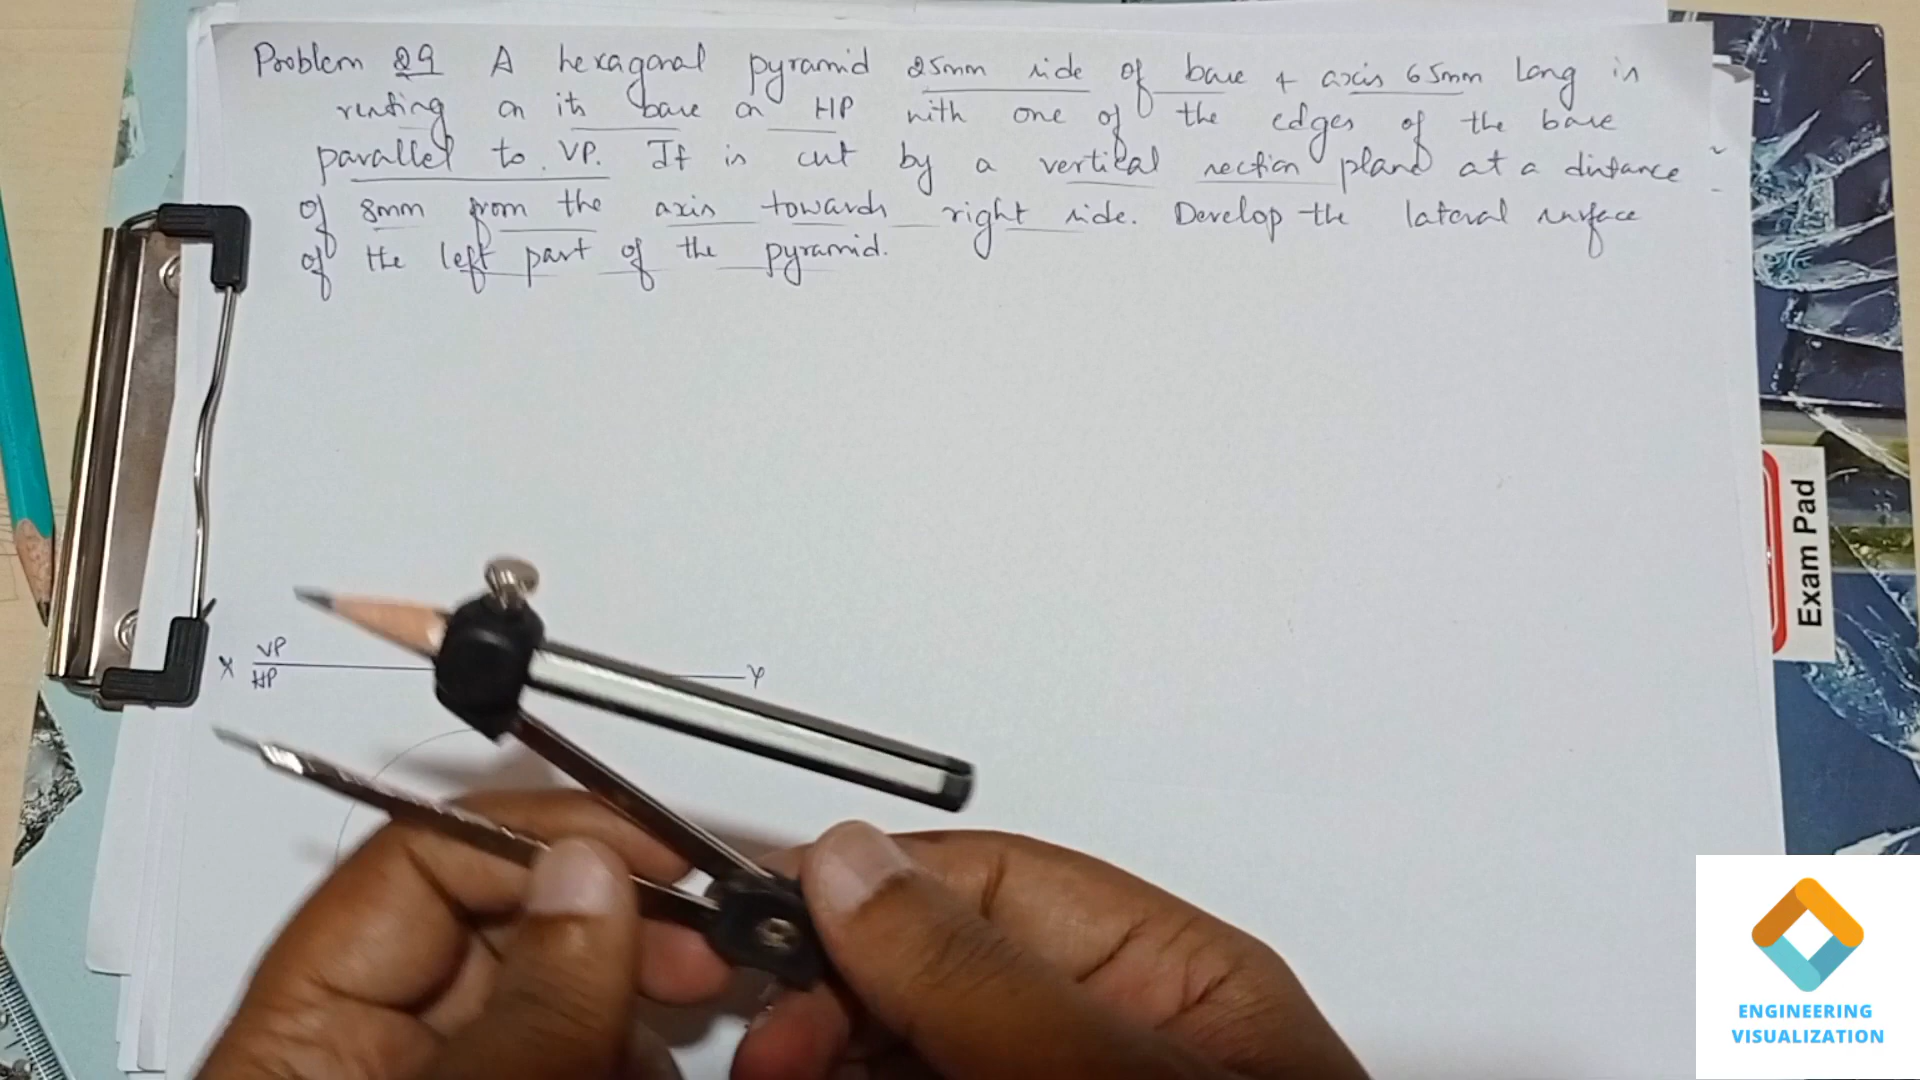 Problem 29 A hexagonal pyramid 25mm side of base & axis 65mm long is
resting on its base on HP with one of the edges of the base
parallel to VP. It is cut by a vertical section plane at a distance
of 8mm from the axis towards right side. Develop the lateral surface
of the left part of the pyramid.
X VP
HP
Y
Exam Pad
ENGINEERING
VISUALIZATION